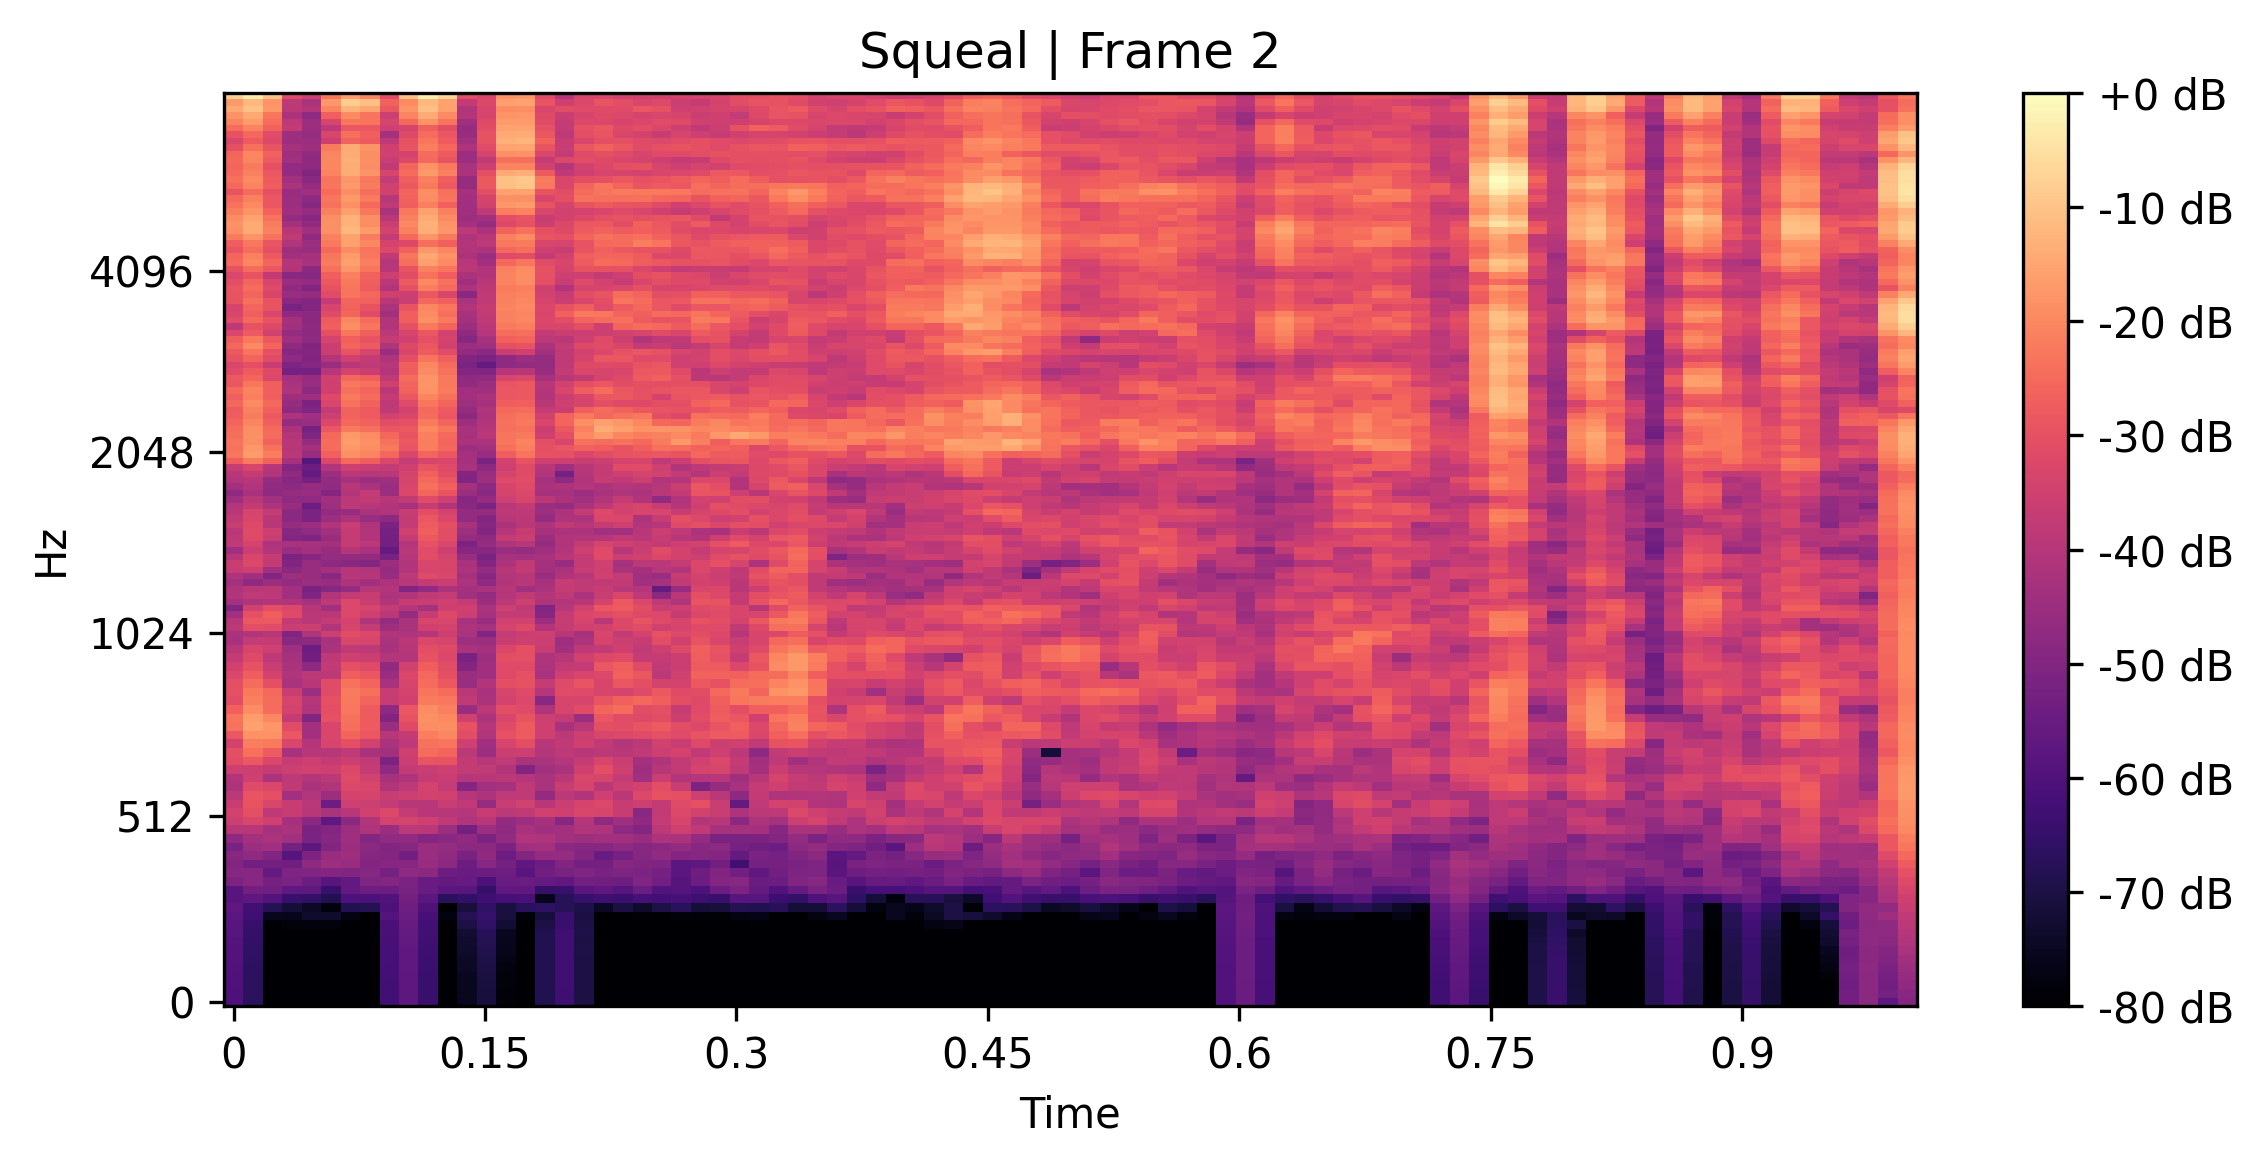 Squeal | Frame 2
+0 dB
-10 dB
-20 dB
-30 dB
-40 dB
-50 dB
-60 dB
-70 dB
-80 dB
Hz
4096
2048
1024
512
0
0 0.15 0.3 0.45 0.6 0.75 0.9
Time